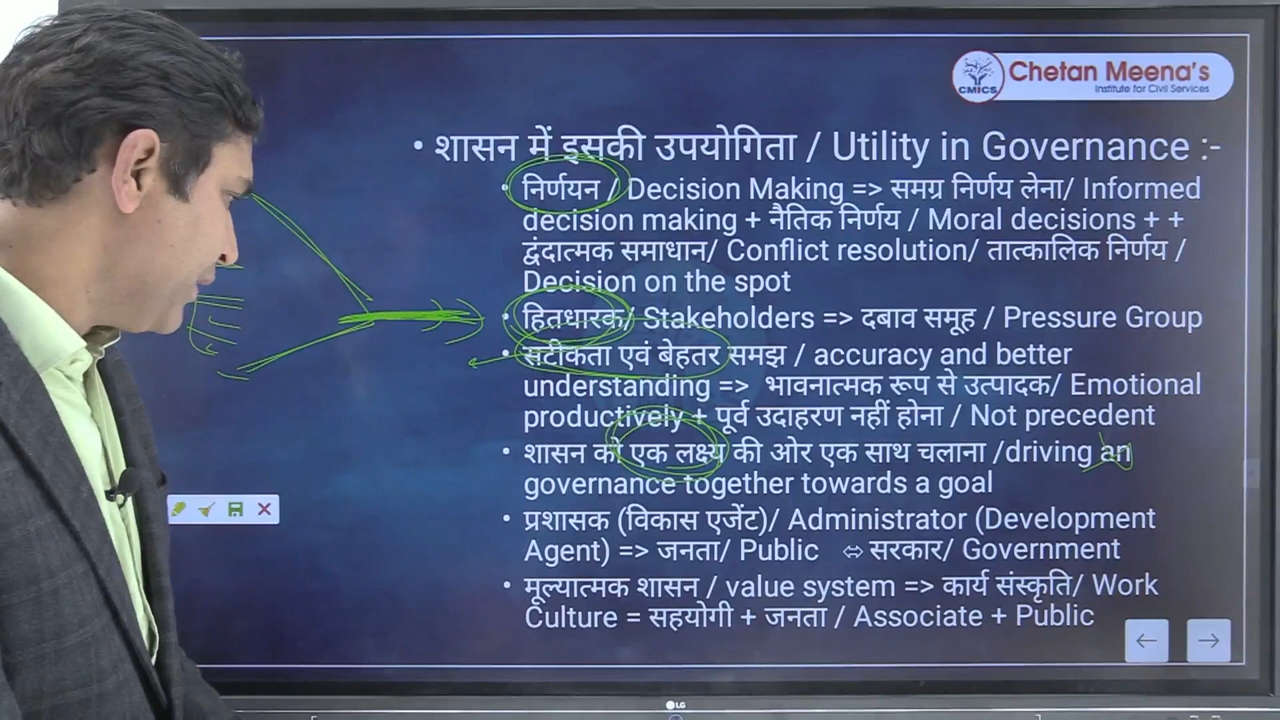 Chetan Meena's
Institute for Civil Services
CMICS
• शासन में इसकी उपयोगिता / Utility in Governance :-
• निर्णयन / Decision Making => समग्र निर्णय लेना/ Informed
decision making + नैतिक निर्णय / Moral decisions + +
द्वंदात्मक समाधान/ Conflict resolution/ तात्कालिक निर्णय /
Decision on the spot
• हितधारक/ Stakeholders => दबाव समूह / Pressure Group
• सटीकता एवं बेहतर समझ / accuracy and better
understanding => भावनात्मक रूप से उत्पादक/ Emotional
productively + पूर्व उदाहरण नहीं होना / Not precedent
• शासन को एक लक्ष्य की ओर एक साथ चलाना /driving an
governance together towards a goal
• प्रशासक (विकास एजेंट)/ Administrator (Development
Agent) => जनता/ Public ⇔ सरकार/ Government
• मूल्यात्मक शासन / value system => कार्य संस्कृति/ Work
Culture = सहयोगी + जनता / Associate + Public
LG